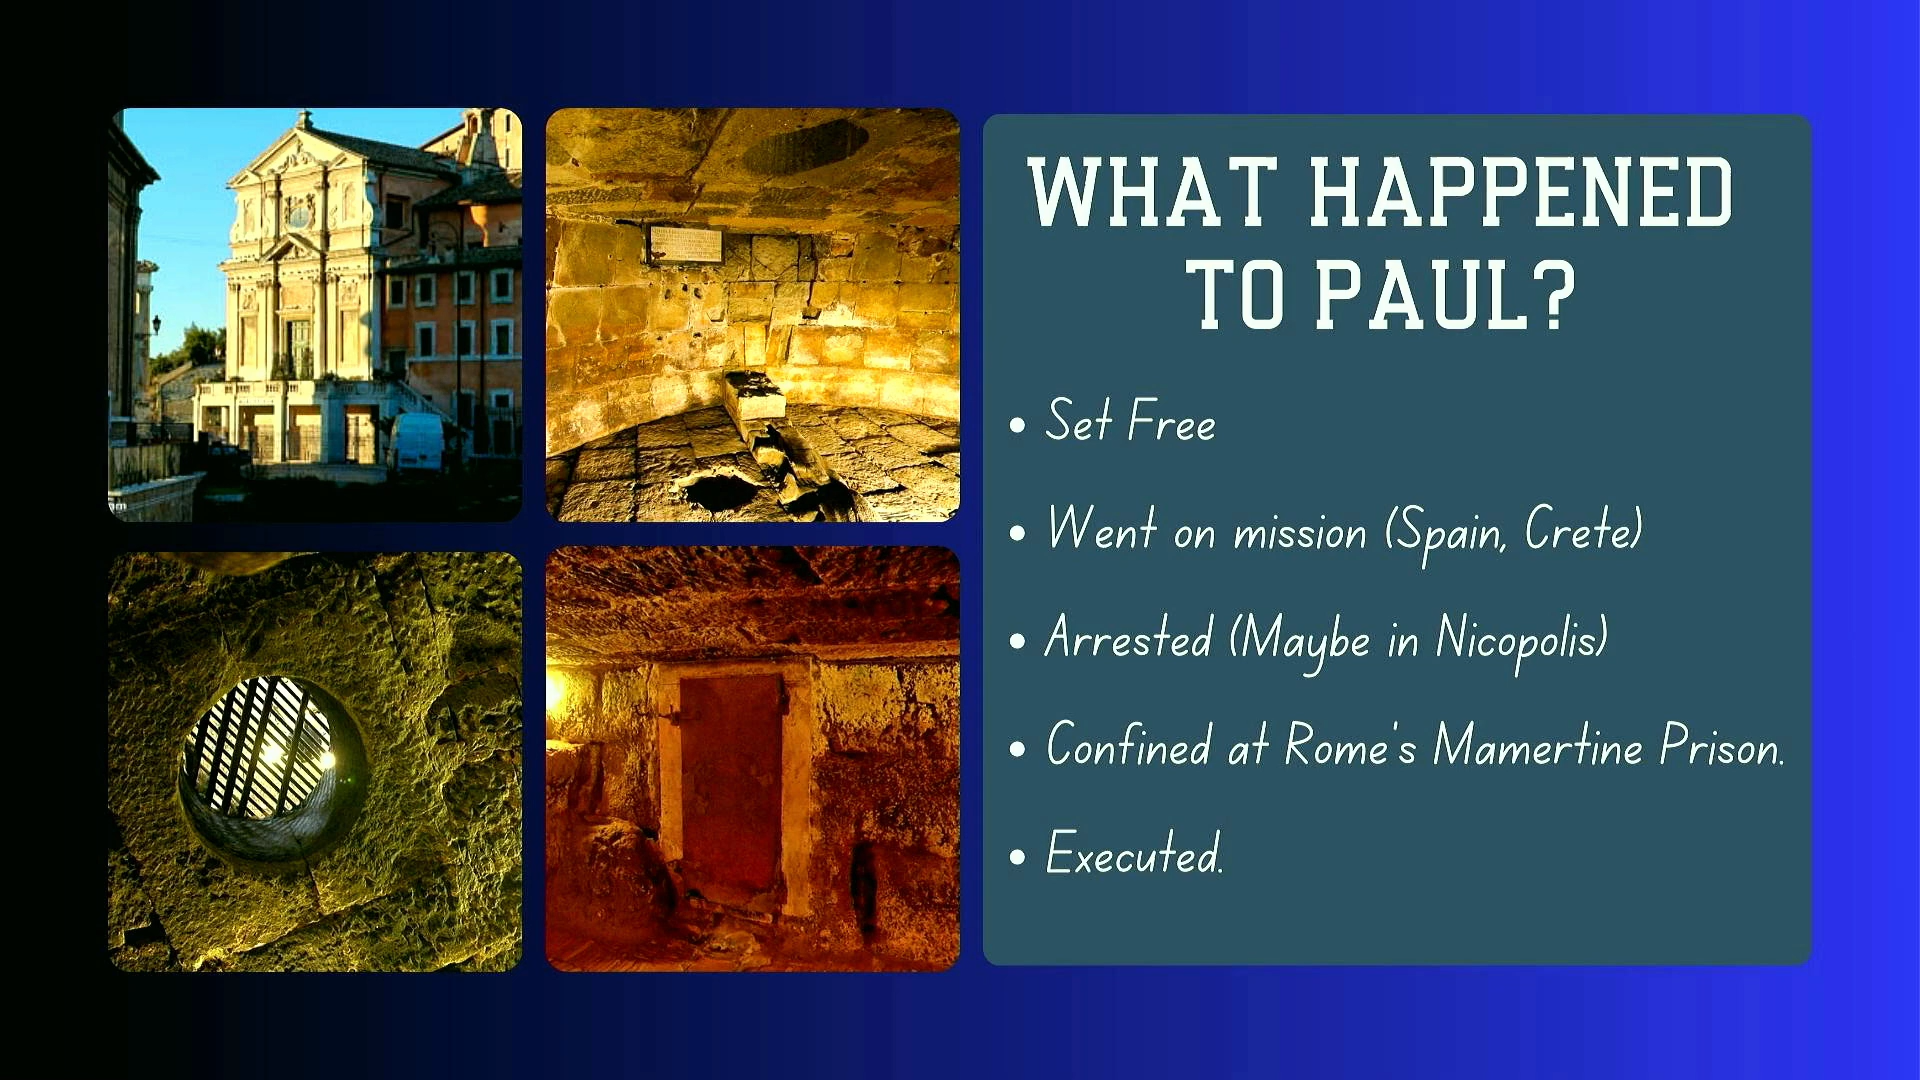 WHAT HAPPENED
TO PAUL?
• Set Free
• Went on mission (Spain, Crete)
• Arrested (Maybe in Nicopolis)
• Confined at Rome's Mamertine Prison.
• Executed.